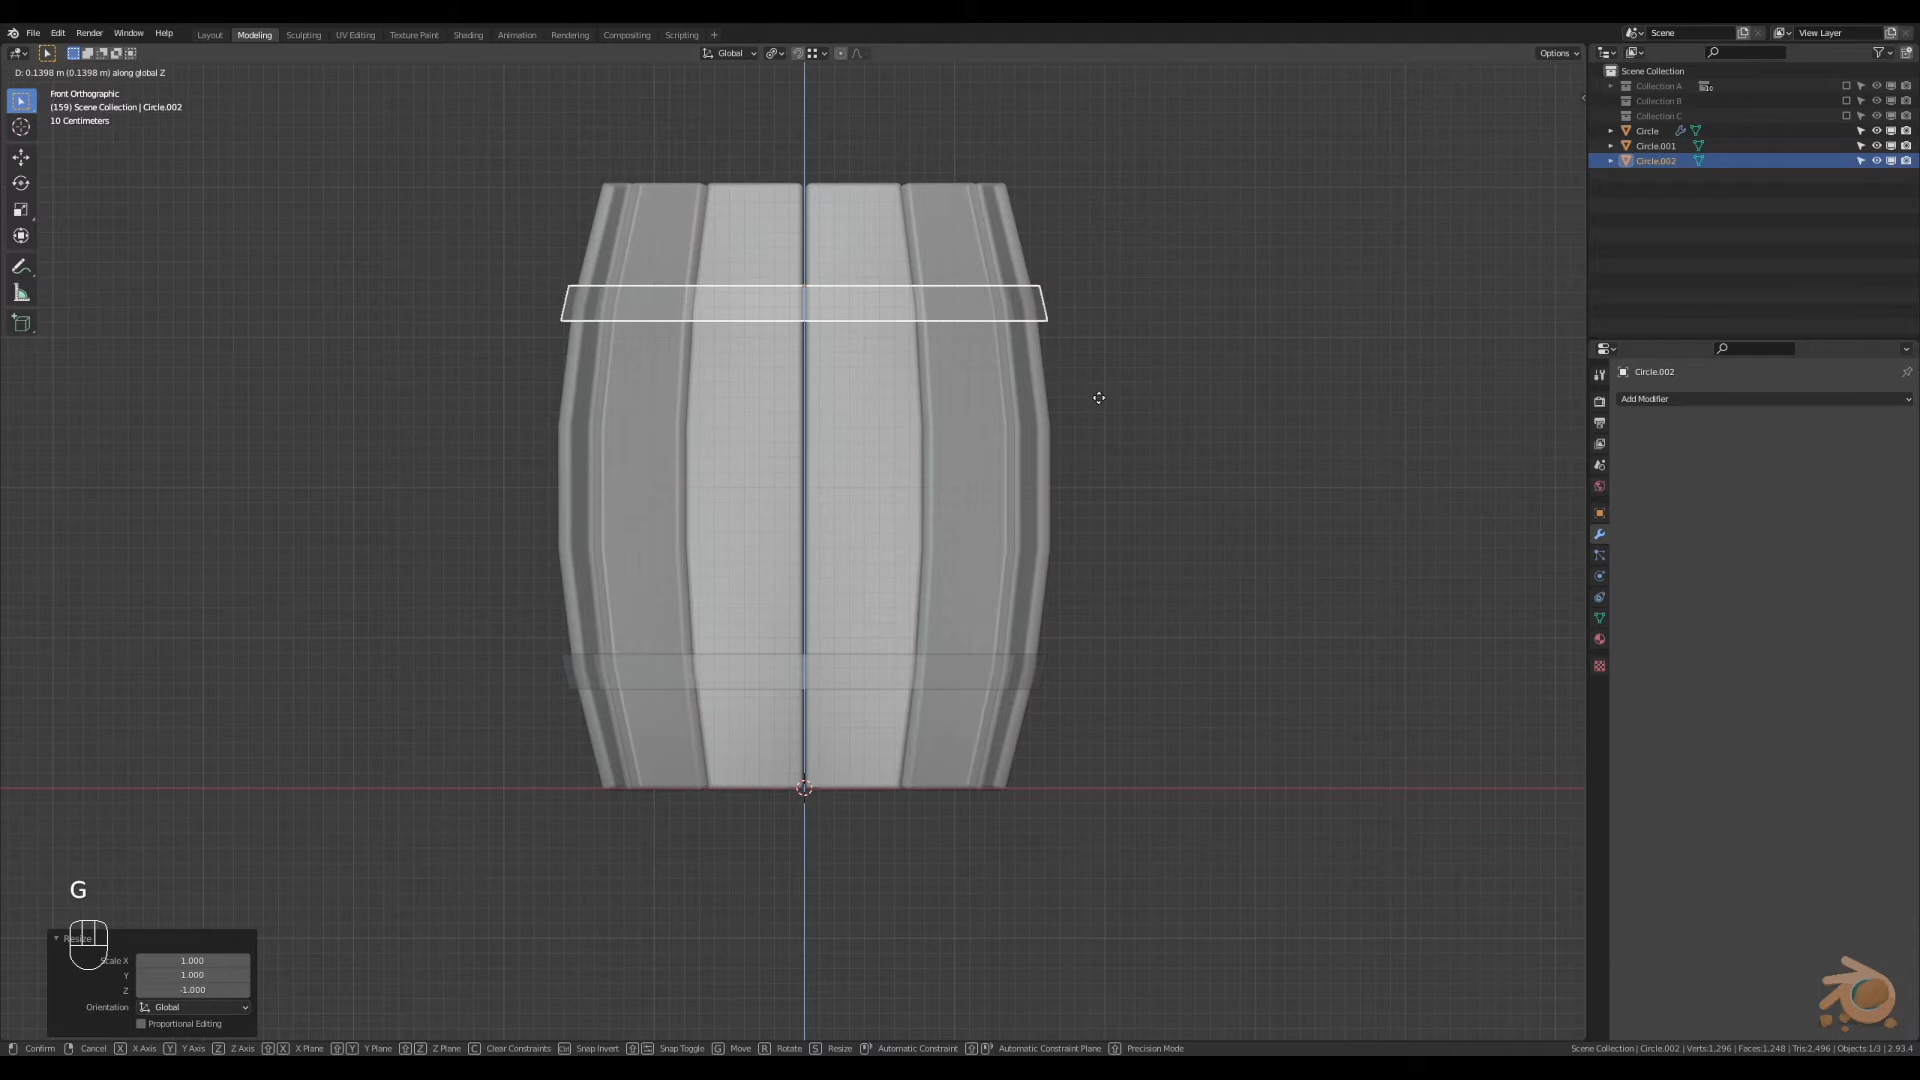 File Edit Render Window Help
Layout Modeling Sculpting UV Editing Texture Paint Shading Animation Rendering Compositing Scripting +
Scene View Layer
Global Options
D: 0.1398 m (0.1398 m) along global Z
Front Orthographic
(159) Scene Collection | Circle.002
10 Centimeters
Scene Collection
Collection A 10
Collection B
Collection C
Circle
Circle.001
Circle.002
Circle.002
Add Modifier
G
Resize
Scale X 1.000
Y 1.000
Z -1.000
Orientation Global
Proportional Editing
Confirm Cancel X X Axis Y Y Axis Z Z Axis X X Plane Y Y Plane Z Z Plane C Clear Constraints Ctrl Snap Invert Snap Toggle G Move R Rotate S Resize Automatic Constraint Automatic Constraint Plane Precision Mode
Scene Collection | Circle.002 | Verts:1,296 | Faces:1,248 | Tris:2,496 | Objects:1/3 | 2.93.4